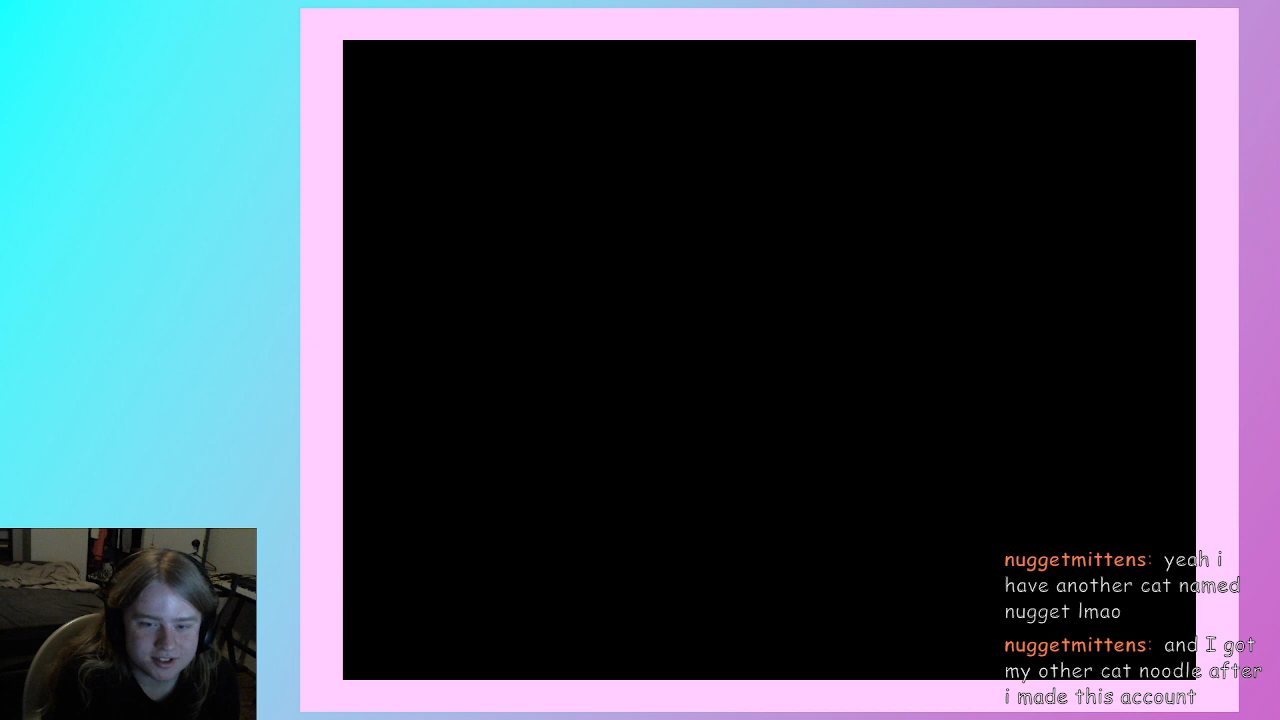 nuggetmittens: yeah i
have another cat named
nugget lmao
nuggetmittens: and I got
my other cat noodle after
i made this account